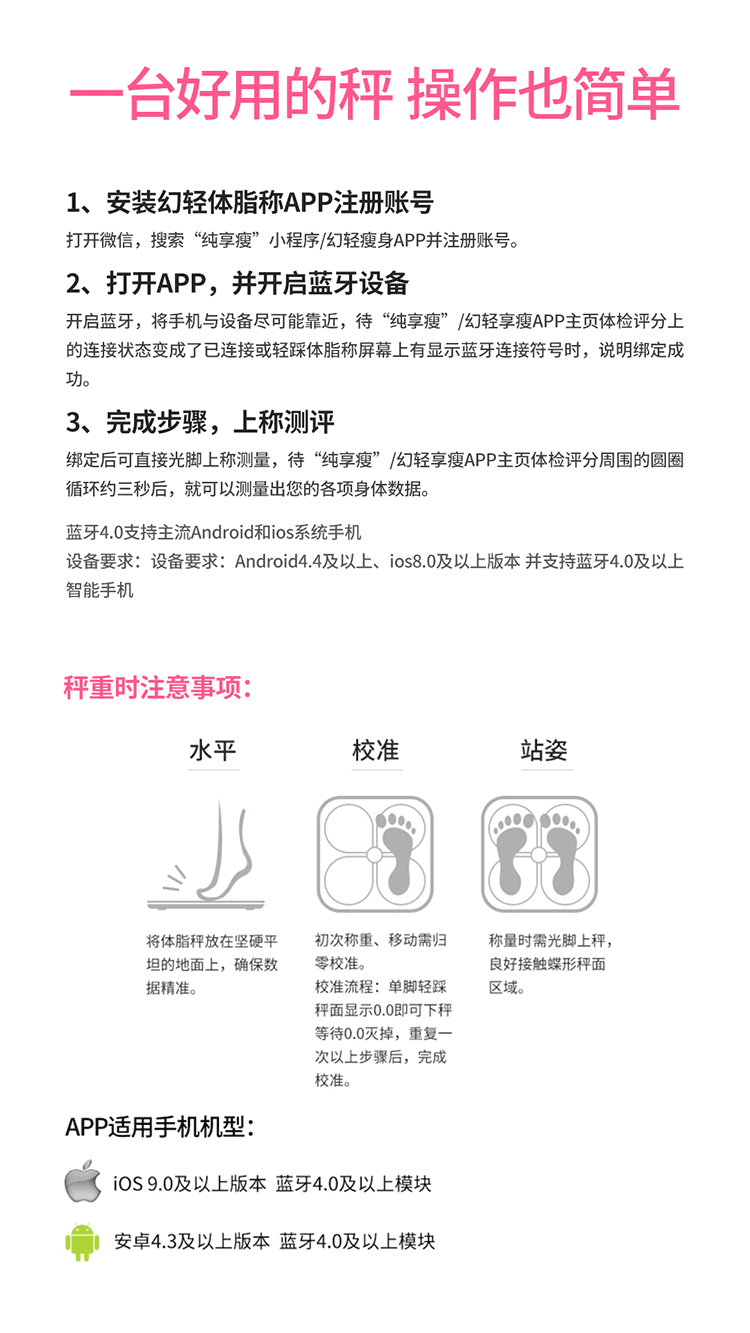 一台好用的秤 操作也简单
1、安装幻轻体脂称APP注册账号
打开微信，搜索“纯享瘦”小程序/幻轻瘦身APP并注册账号。
2、打开APP，并开启蓝牙设备
开启蓝牙，将手机与设备尽可能靠近，待“纯享瘦”/幻轻享瘦APP主页体检评分上
的连接状态变成了已连接或轻踩体脂称屏幕上有显示蓝牙连接符号时，说明绑定成
功。
3、完成步骤，上称测评
绑定后可直接光脚上称测量，待“纯享瘦”/幻轻享瘦APP主页体检评分周围的圆圈
循环约三秒后，就可以测量出您的各项身体数据。
蓝牙4.0支持主流Android和ios系统手机
设备要求：设备要求：Android4.4及以上、ios8.0及以上版本 并支持蓝牙4.0及以上
智能手机
秤重时注意事项：
水平
将体脂秤放在坚硬平
坦的地面上，确保数
据精准。
校准
初次称重、移动需归
零校准。
校准流程：单脚轻踩
秤面显示0.0即可下秤
等待0.0灭掉，重复一
次以上步骤后，完成
校准。
站姿
称量时需光脚上秤，
良好接触蝶形秤面
区域。
APP适用手机机型：
iOS 9.0及以上版本 蓝牙4.0及以上模块
安卓4.3及以上版本 蓝牙4.0及以上模块